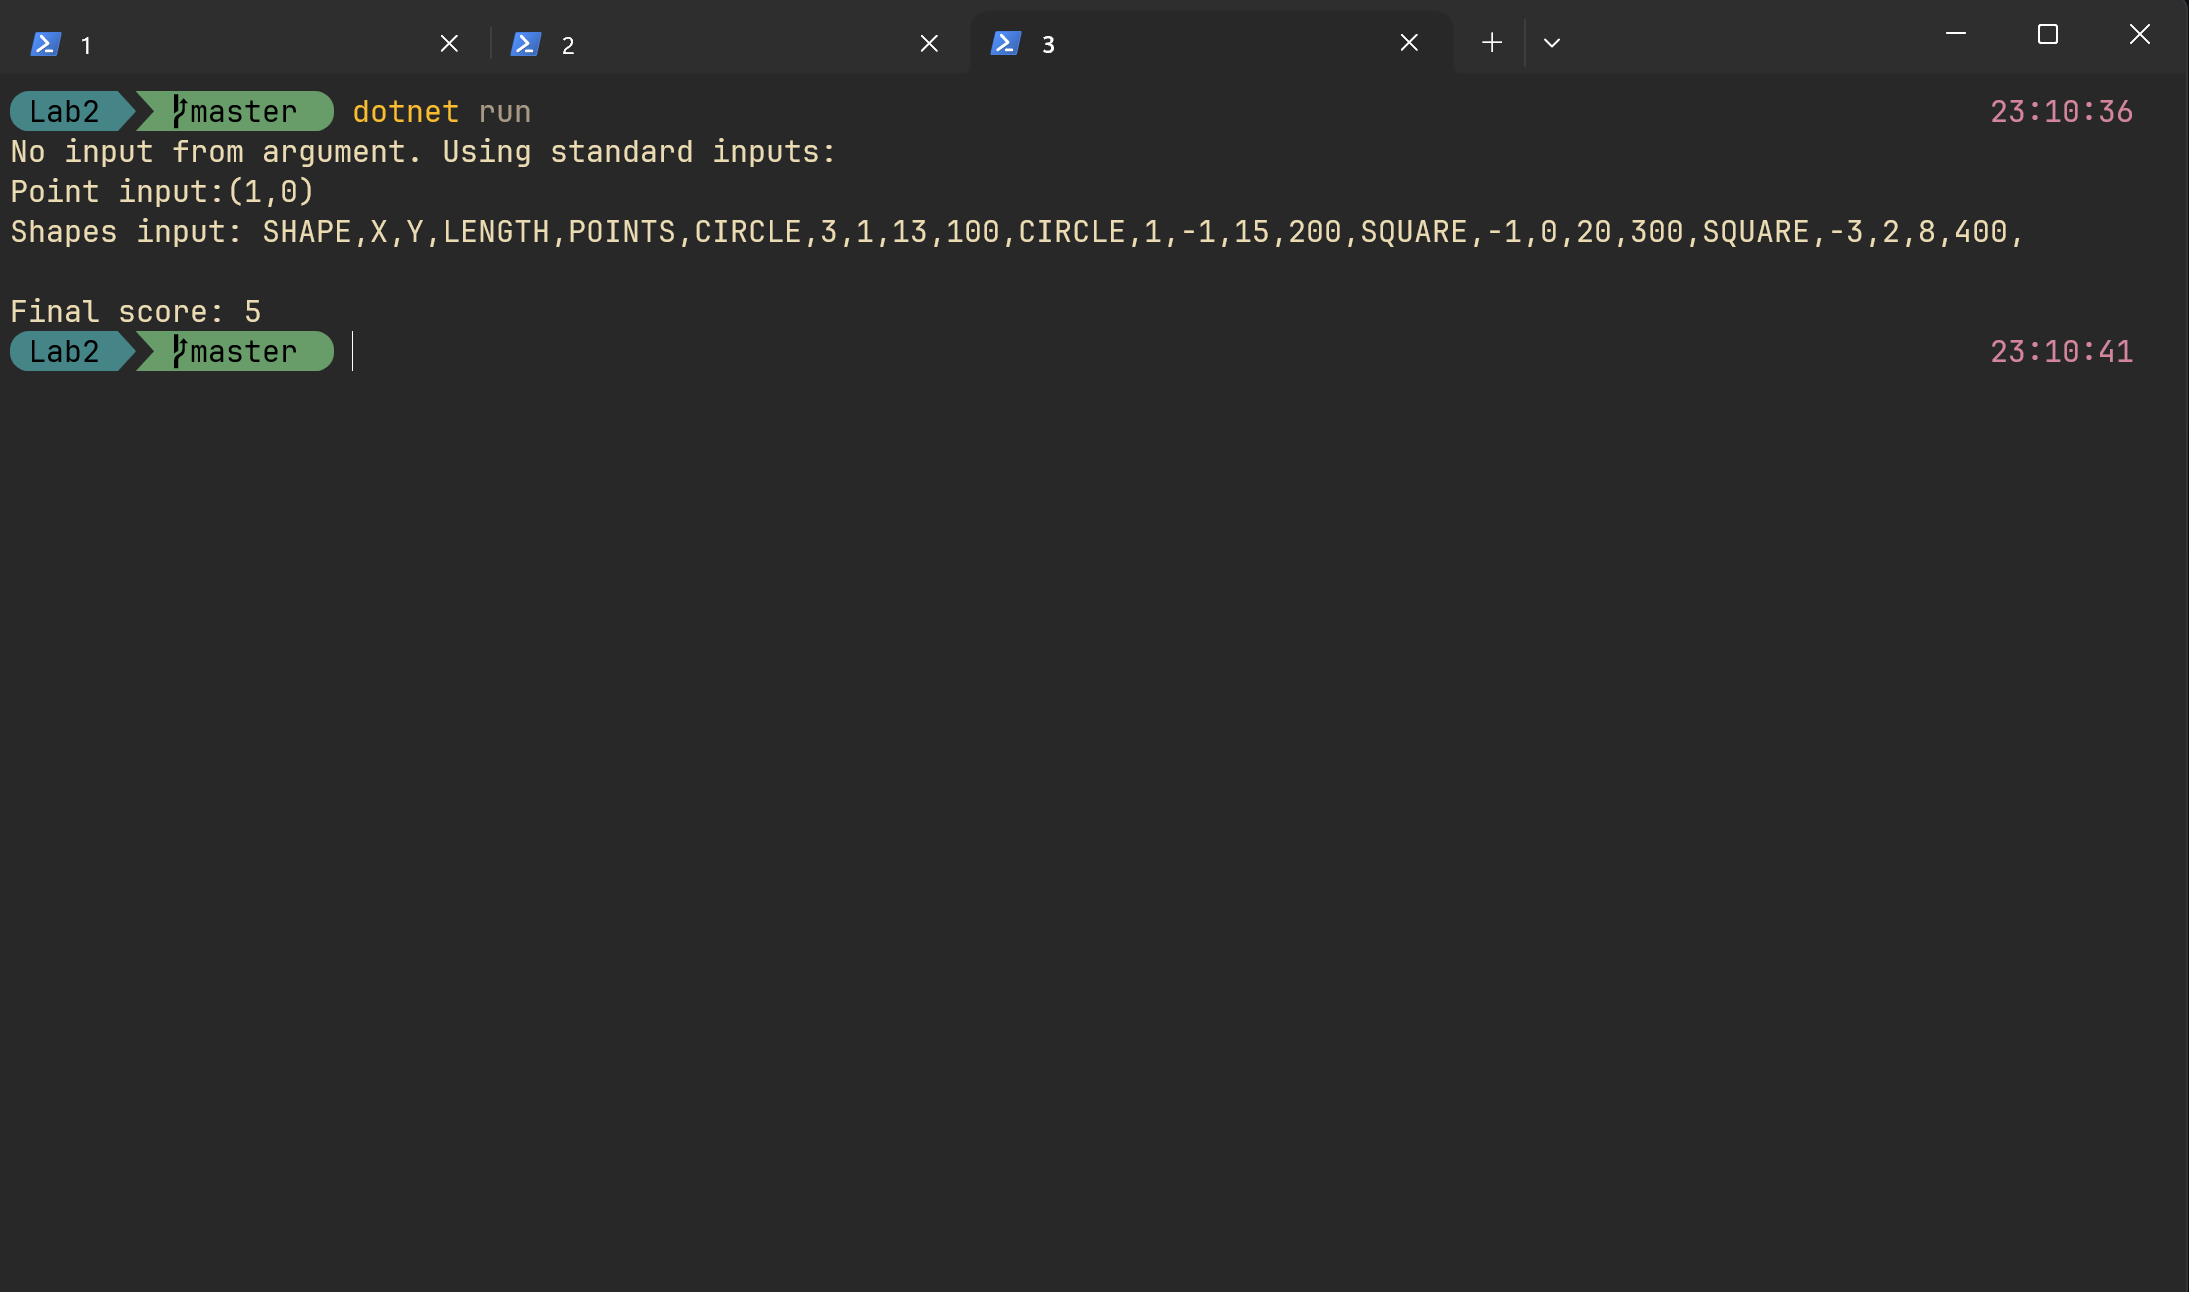 1 2 3
Lab2 master dotnet run 23:10:36
No input from argument. Using standard inputs:
Point input:(1,0)
Shapes input: SHAPE,X,Y,LENGTH,POINTS,CIRCLE,3,1,13,100,CIRCLE,1,-1,15,200,SQUARE,-1,0,20,300,SQUARE,-3,2,8,400,
Final score: 5
Lab2 master 23:10:41